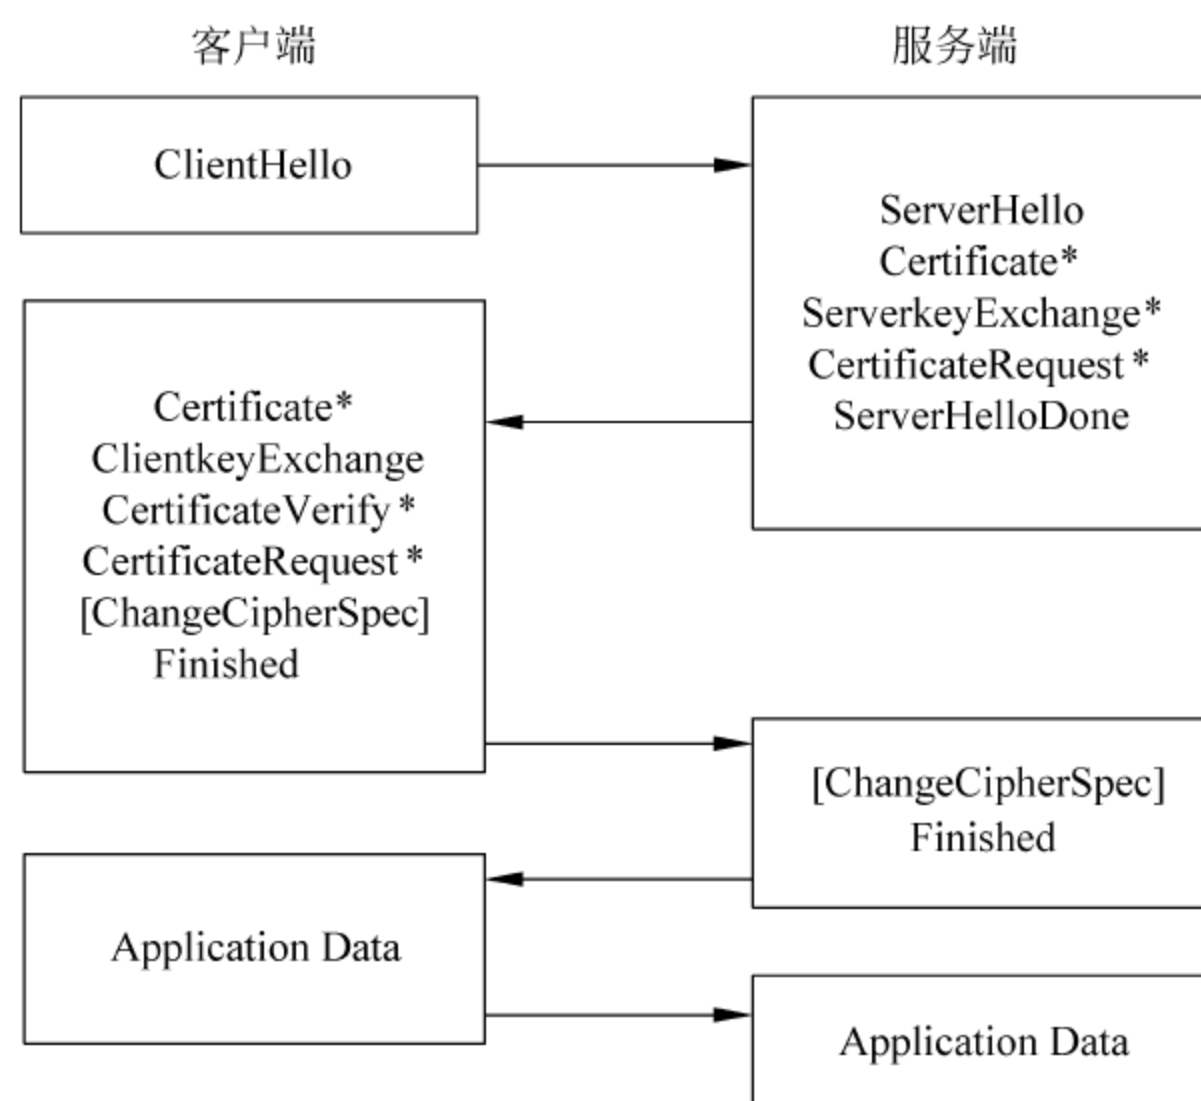 客户端
服务端
ClientHello
ServerHello
Certificate*
ServerkeyExchange*
CertificateRequest*
ServerHelloDone
Certificate*
ClientkeyExchange
CertificateVerify*
CertificateRequest*
[ChangeCipherSpec]
Finished
[ChangeCipherSpec]
Finished
Application Data
Application Data